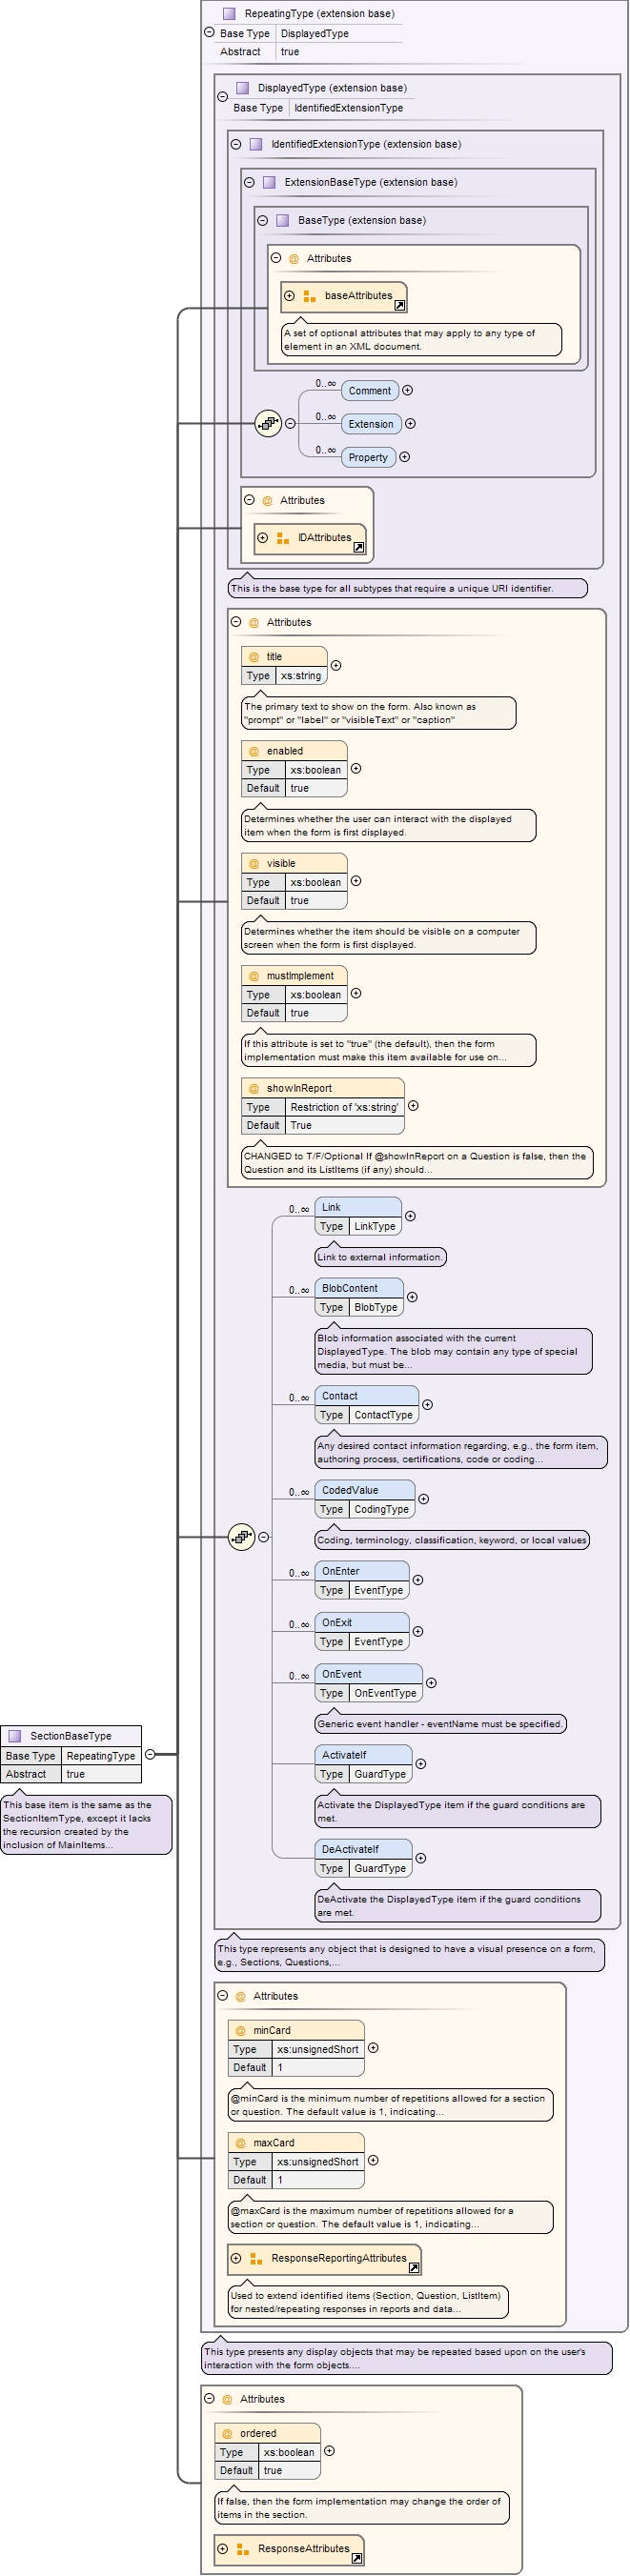 RepeatingType (extension base)
Base Type DisplayedType
Abstract true
DisplayedType (extension base)
Base Type IdentifiedExtensionType
IdentifiedExtensionType (extension base)
ExtensionBaseType (extension base)
BaseType (extension base)
@ Attributes
baseAttributes
A set of optional attributes that may apply to any type of
element in an XML document.
0..∞ Comment
0..∞ Extension
0..∞ Property
@ Attributes
IDAttributes
This is the base type for all subtypes that require a unique URI identifier.
@ Attributes
@ title
Type xs:string
The primary text to show on the form. Also known as
"prompt" or "label" or "visibleText" or "caption"
@ enabled
Type xs:boolean
Default true
Determines whether the user can interact with the displayed
item when the form is first displayed.
@ visible
Type xs:boolean
Default true
Determines whether the item should be visible on a computer
screen when the form is first displayed.
@ mustImplement
Type xs:boolean
Default true
If this attribute is set to "true" (the default), then the form
implementation must make this item available for use on...
@ showInReport
Type Restriction of 'xs:string'
Default True
CHANGED to T/F/Optional If @showInReport on a Question is false, then the
Question and its ListItems (if any) should...
0..∞ Link
Type LinkType
Link to external information.
0..∞ BlobContent
Type BlobType
Blob information associated with the current
DisplayedType. The blob may contain any type of special
media, but must be...
0..∞ Contact
Type ContactType
Any desired contact information regarding, e.g., the form item,
authoring process, certifications, code or coding...
0..∞ CodedValue
Type CodingType
Coding, terminology, classification, keyword, or local values
0..∞ OnEnter
Type EventType
0..∞ OnExit
Type EventType
0..∞ OnEvent
Type OnEventType
Generic event handler - eventName must be specified.
ActivateIf
Type GuardType
Activate the DisplayedType item if the guard conditions are
met.
DeActivateIf
Type GuardType
DeActivate the DisplayedType item if the guard conditions
are met.
SectionBaseType
Base Type RepeatingType
Abstract true
This base item is the same as the
SectionItemType, except it lacks
the recursion created by the
inclusion of MainItems...
This type represents any object that is designed to have a visual presence on a form,
e.g., Sections, Questions,...
@ Attributes
@ minCard
Type xs:unsignedShort
Default 1
@minCard is the minimum number of repetitions allowed for a section
or question. The default value is 1, indicating...
@ maxCard
Type xs:unsignedShort
Default 1
@maxCard is the maximum number of repetitions allowed for a
section or question. The default value is 1, indicating...
ResponseReportingAttributes
Used to extend identified items (Section, Question, ListItem)
for nested/repeating responses in reports and data...
This type presents any display objects that may be repeated based upon on the user's
interaction with the form objects....
@ Attributes
@ ordered
Type xs:boolean
Default true
If false, then the form implementation may change the order of
items in the section.
ResponseAttributes